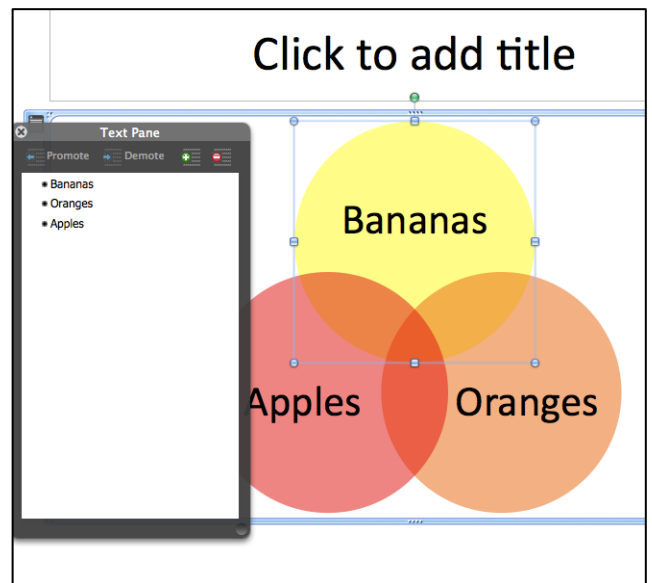 Click to add title
Text Pane
Promote Demote
Bananas
Oranges
Apples
Bananas
Apples Oranges